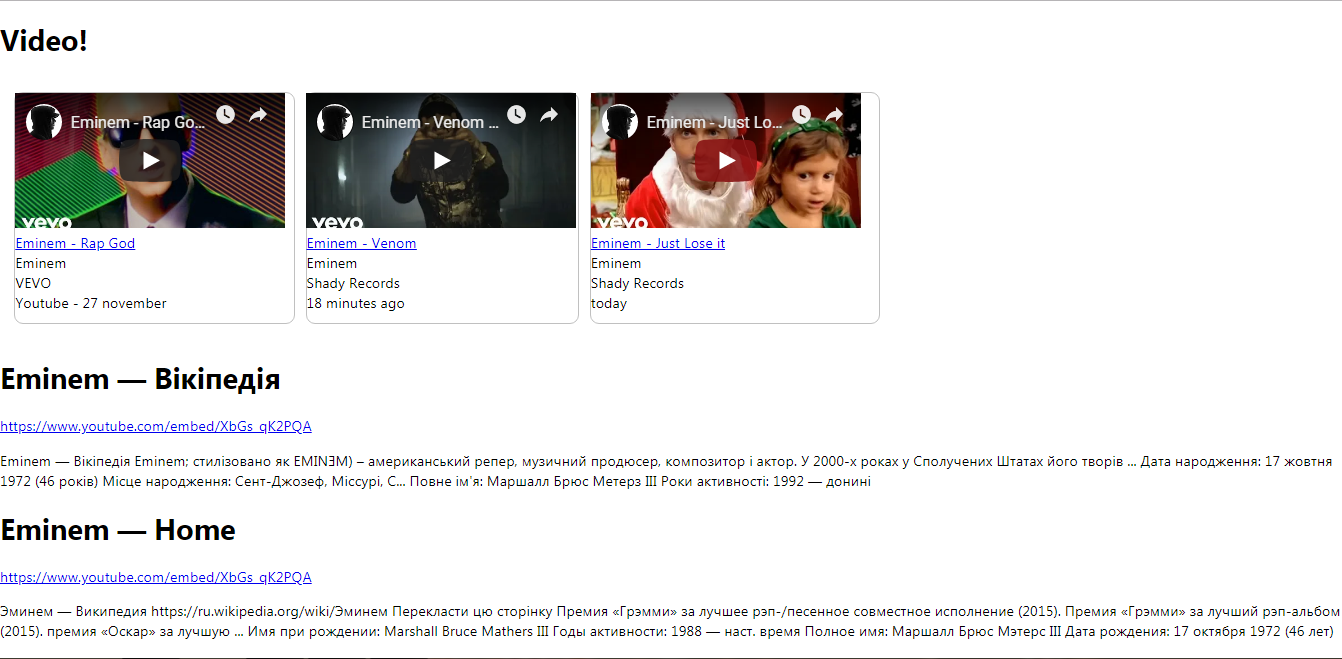 Video!
Eminem - Rap Go...
vevo
Eminem - Rap God
Eminem
VEVO
Youtube - 27 november
Eminem - Venom ...
vevo
Eminem - Venom
Eminem
Shady Records
18 minutes ago
Eminem - Just Lo...
vevo
Eminem - Just Lose it
Eminem
Shady Records
today
Eminem — Вікіпедія
https://www.youtube.com/embed/XbGs_qK2PQA
Eminem — Вікіпедія Eminem; стилізовано як EMINƎM) – американський репер, музичний продюсер, композитор і актор. У 2000-х роках у Сполучених Штатах його творів ... Дата народження: 17 жовтня
1972 (46 років) Місце народження: Сент-Джозеф, Міссурі, С... Повне ім'я: Маршалл Брюс Метерз III Роки активності: 1992 — донині
Eminem — Home
https://www.youtube.com/embed/XbGs_qK2PQA
Эминем — Википедия https://ru.wikipedia.org/wiki/Эминем Перекласти цю сторінку Премия «Грэмми» за лучшее рэп-/песенное совместное исполнение (2015). Премия «Грэмми» за лучший рэп-альбом
(2015). премия «Оскар» за лучшую ... Имя при рождении: Marshall Bruce Mathers III Годы активности: 1988 — наст. время Полное имя: Маршалл Брюс Мэтерс III Дата рождения: 17 октября 1972 (46 лет)